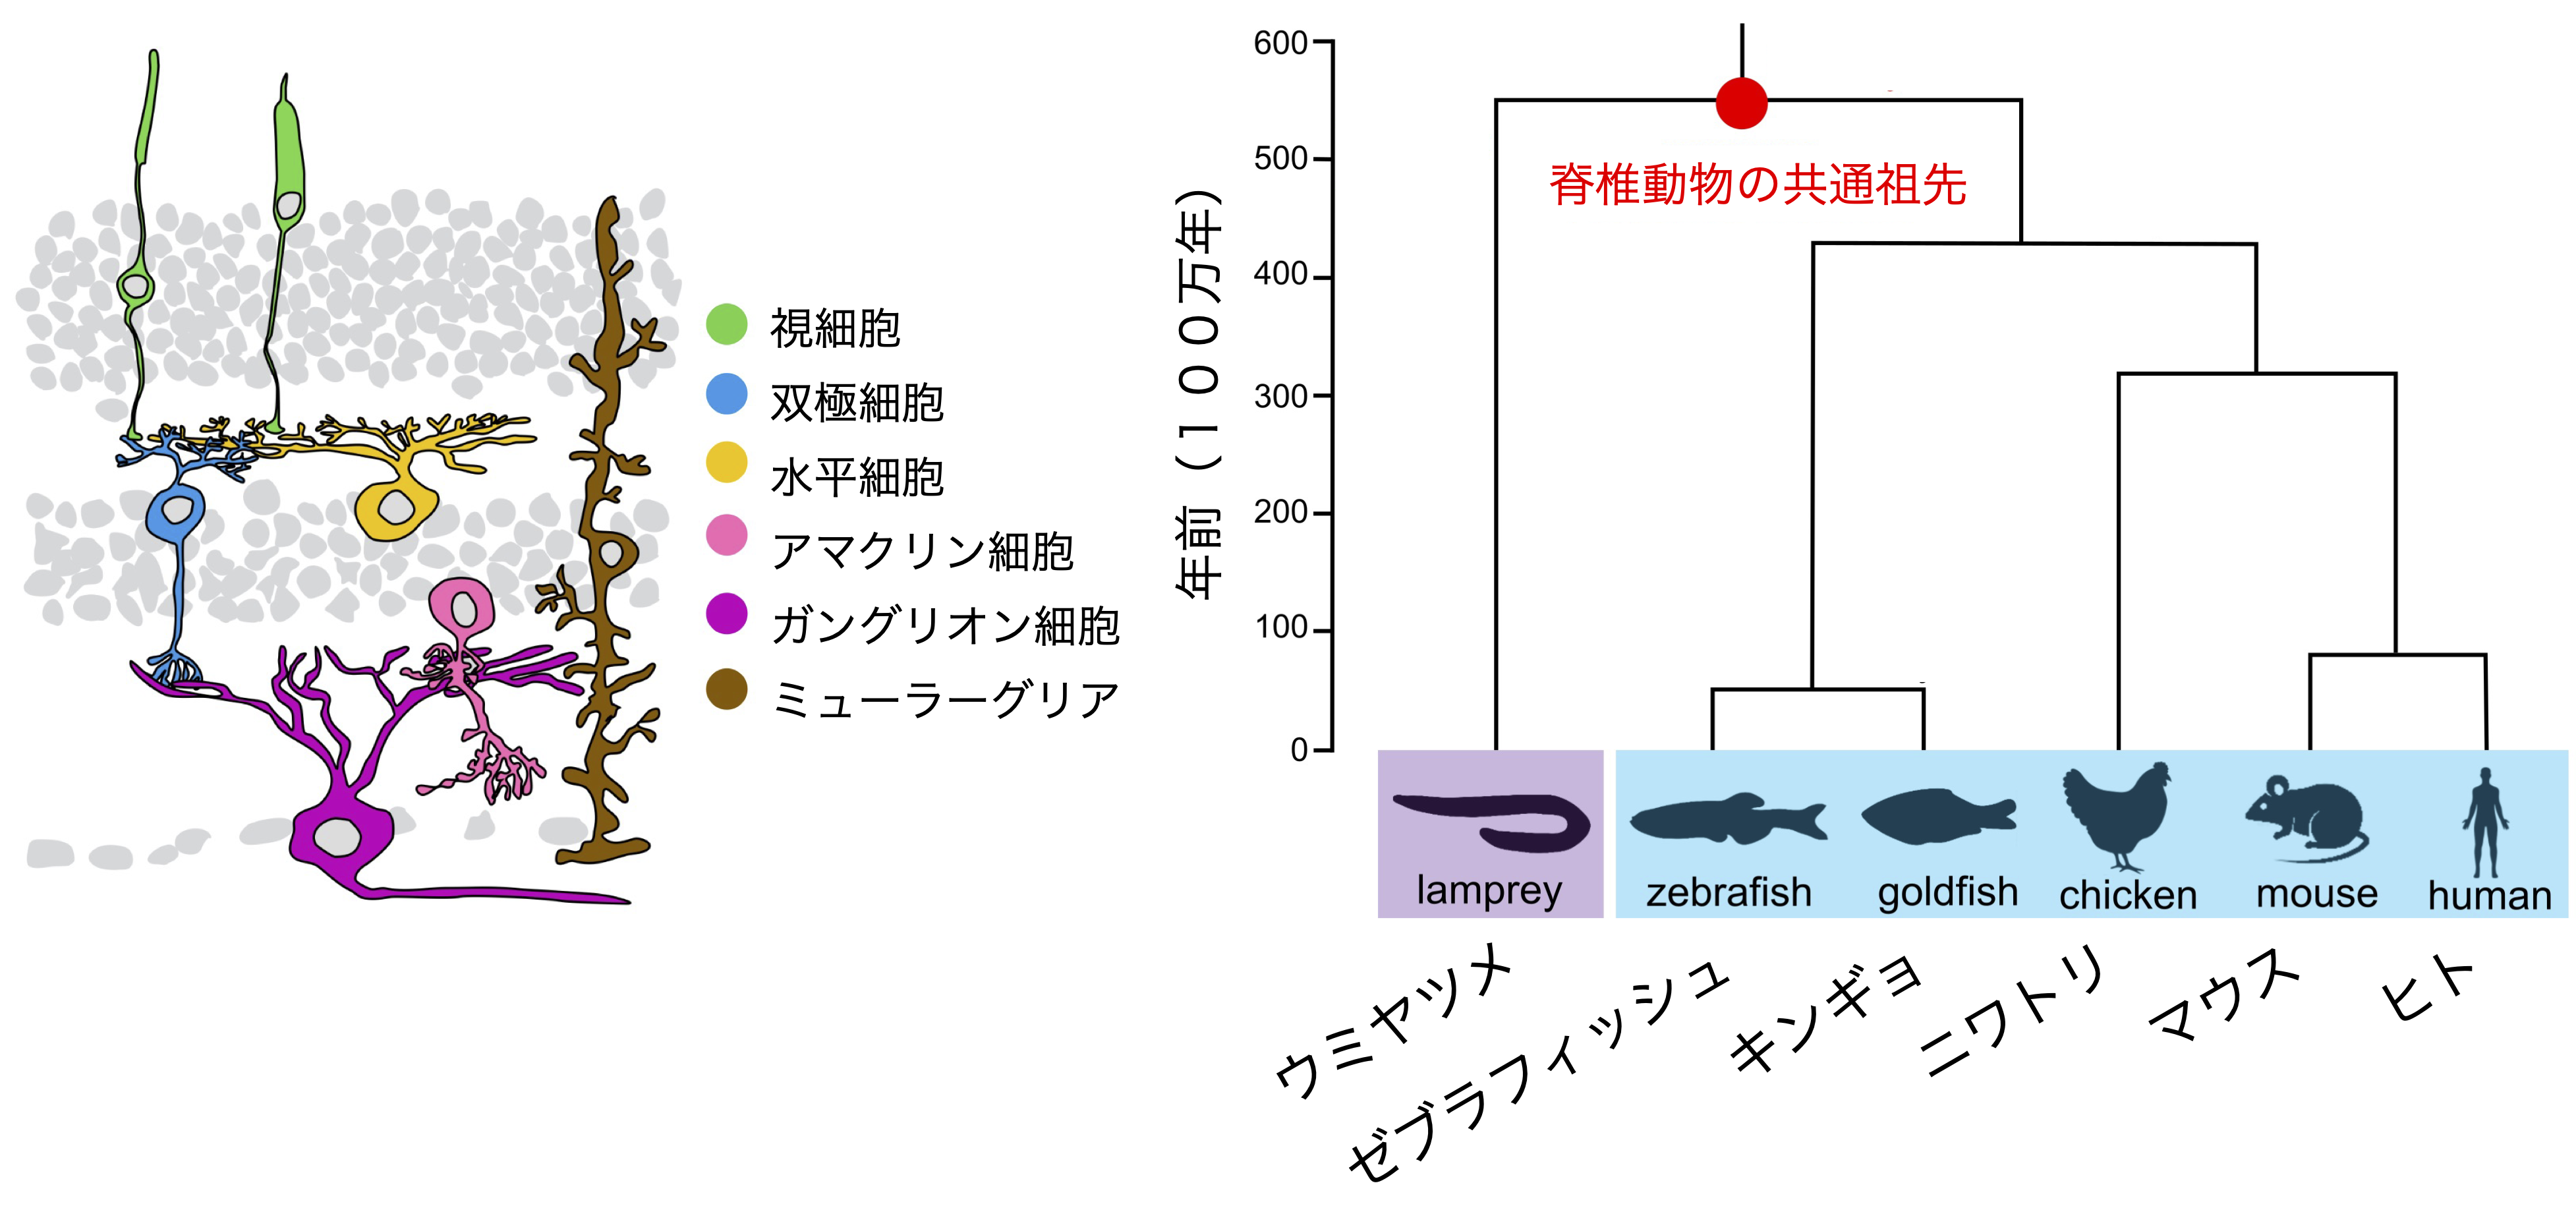 視細胞
双極細胞
水平細胞
アマクリン細胞
ガングリオン細胞
ミューラーグリア
年前（１００万年）
600
500
400
300
200
100
0
脊椎動物の共通祖先
lamprey
zebrafish
goldfish
chicken
mouse
human
ウミヤツメ
ゼブラフィッシュ
キンギョ
ニワトリ
マウス
ヒト